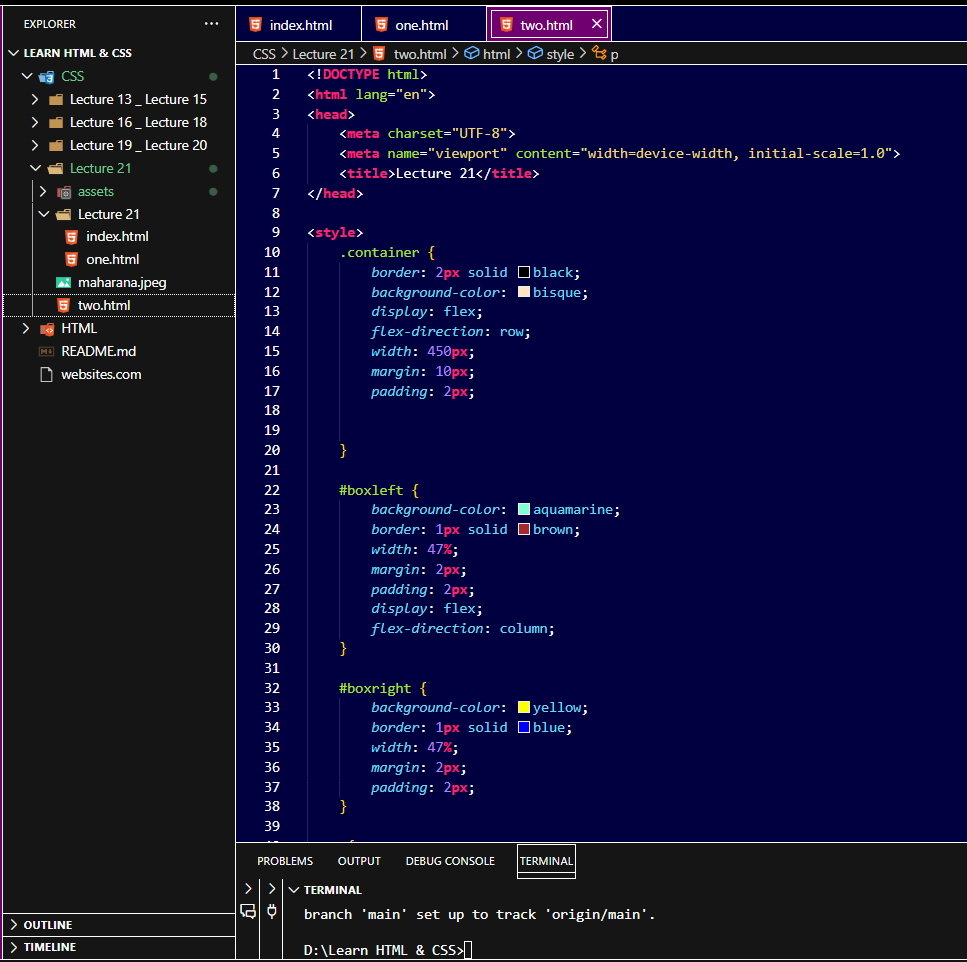 EXPLORER ...
LEARN HTML & CSS
CSS
Lecture 13 _ Lecture 15
Lecture 16 _ Lecture 18
Lecture 19 _ Lecture 20
Lecture 21
assets
Lecture 21
index.html
one.html
maharana.jpeg
two.html
HTML
README.md
websites.com
OUTLINE
TIMELINE
index.html one.html two.html
CSS > Lecture 21 > two.html > html > style > p
1 <!DOCTYPE html>
2 <html lang="en">
3 <head>
4 <meta charset="UTF-8">
5 <meta name="viewport" content="width=device-width, initial-scale=1.0">
6 <title>Lecture 21</title>
7 </head>
8
9 <style>
10 .container {
11 border: 2px solid black;
12 background-color: bisque;
13 display: flex;
14 flex-direction: row;
15 width: 450px;
16 margin: 10px;
17 padding: 2px;
18
19
20 }
21
22 #boxleft {
23 background-color: aquamarine;
24 border: 1px solid brown;
25 width: 47%;
26 margin: 2px;
27 padding: 2px;
28 display: flex;
29 flex-direction: column;
30 }
31
32 #boxright {
33 background-color: yellow;
34 border: 1px solid blue;
35 width: 47%;
36 margin: 2px;
37 padding: 2px;
38 }
39
PROBLEMS OUTPUT DEBUG CONSOLE TERMINAL
TERMINAL
branch 'main' set up to track 'origin/main'.
D:\Learn HTML & CSS>